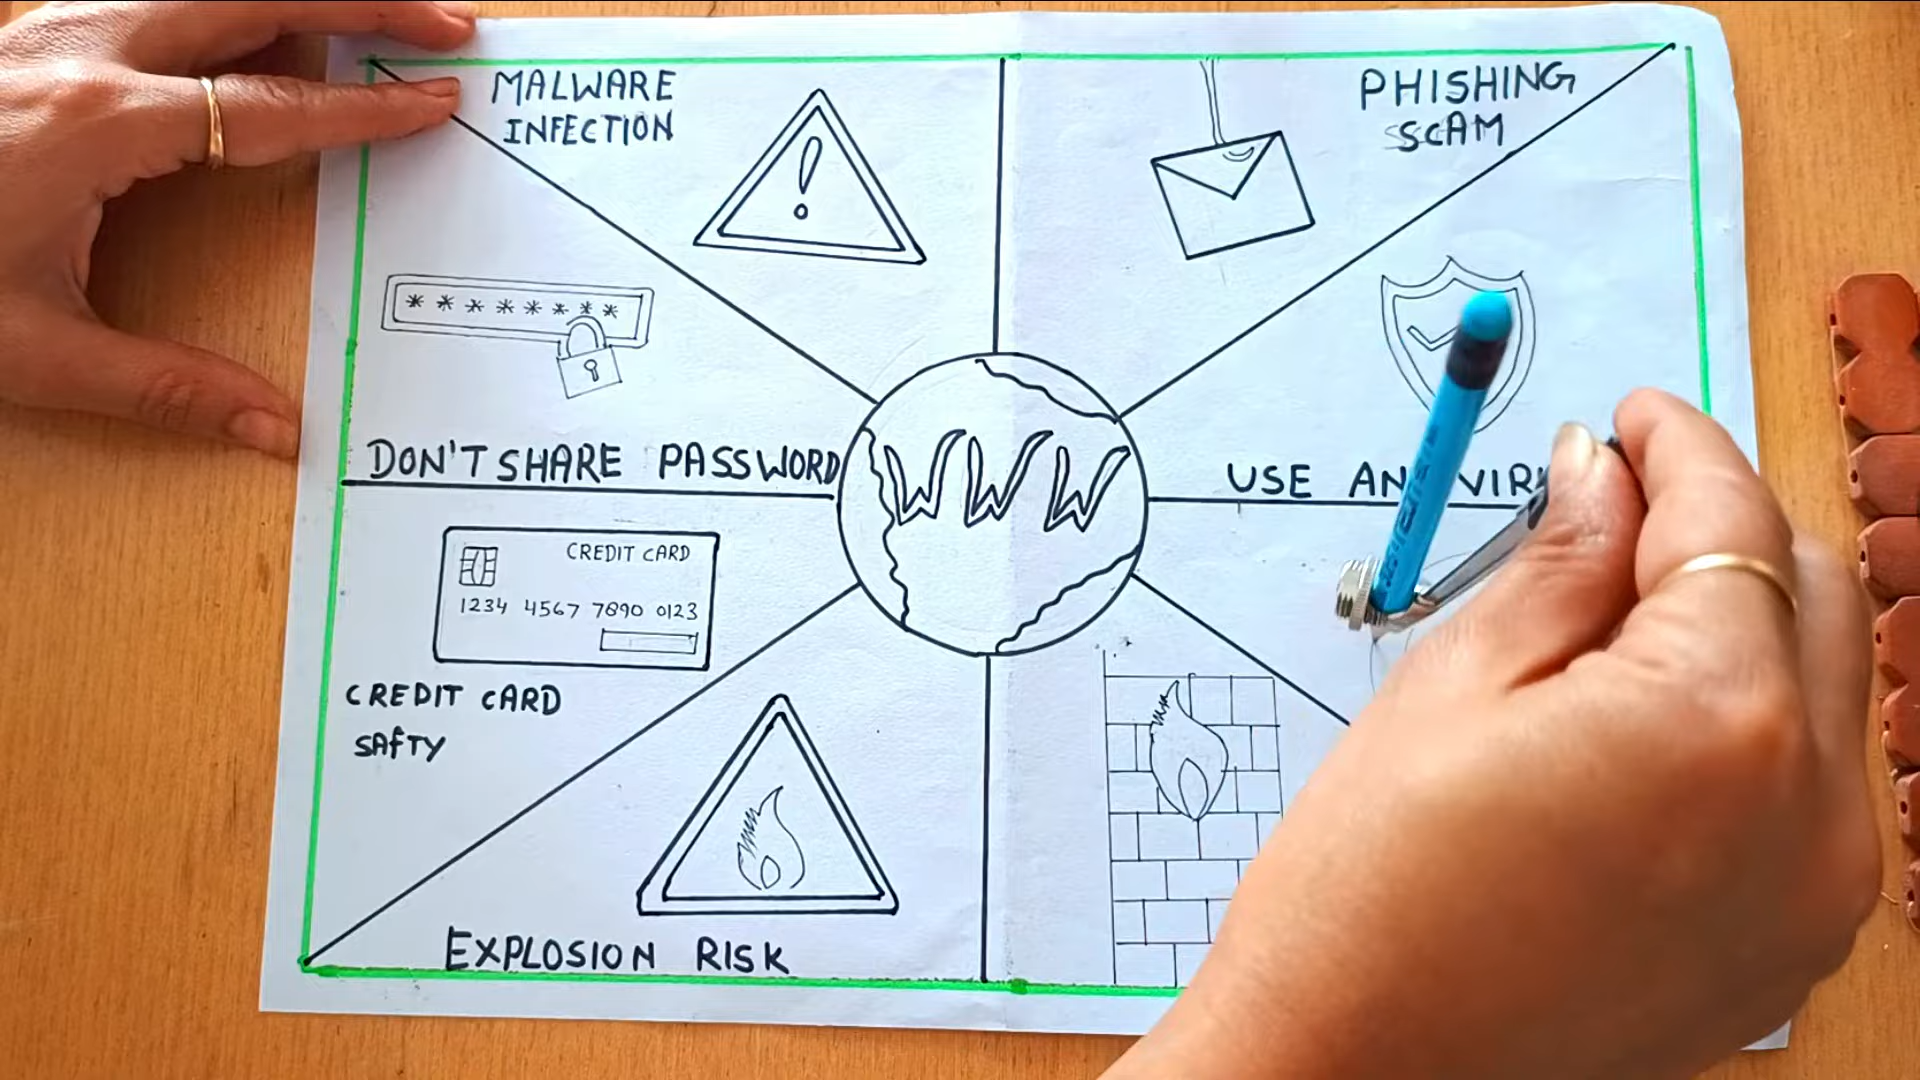 MALWARE
INFECTION
PHISHING
SCAM
* * * * * * * *
DON'T SHARE PASSWORD
WWW
USE
CREDIT CARD
1234 4567 7890 0123
CREDIT CARD
SAfTY
EXPLOSION RISK